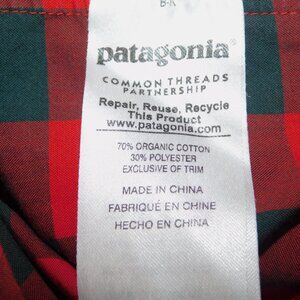 B-K
patagonia®
COMMON THREADS
PARTNERSHIP
Repair, Reuse, Recycle
This Product
www.patagonia.com
70% ORGANIC COTTON
30% POLYESTER
EXCLUSIVE OF TRIM
MADE IN CHINA
FABRIQUÉ EN CHINE
HECHO EN CHINA